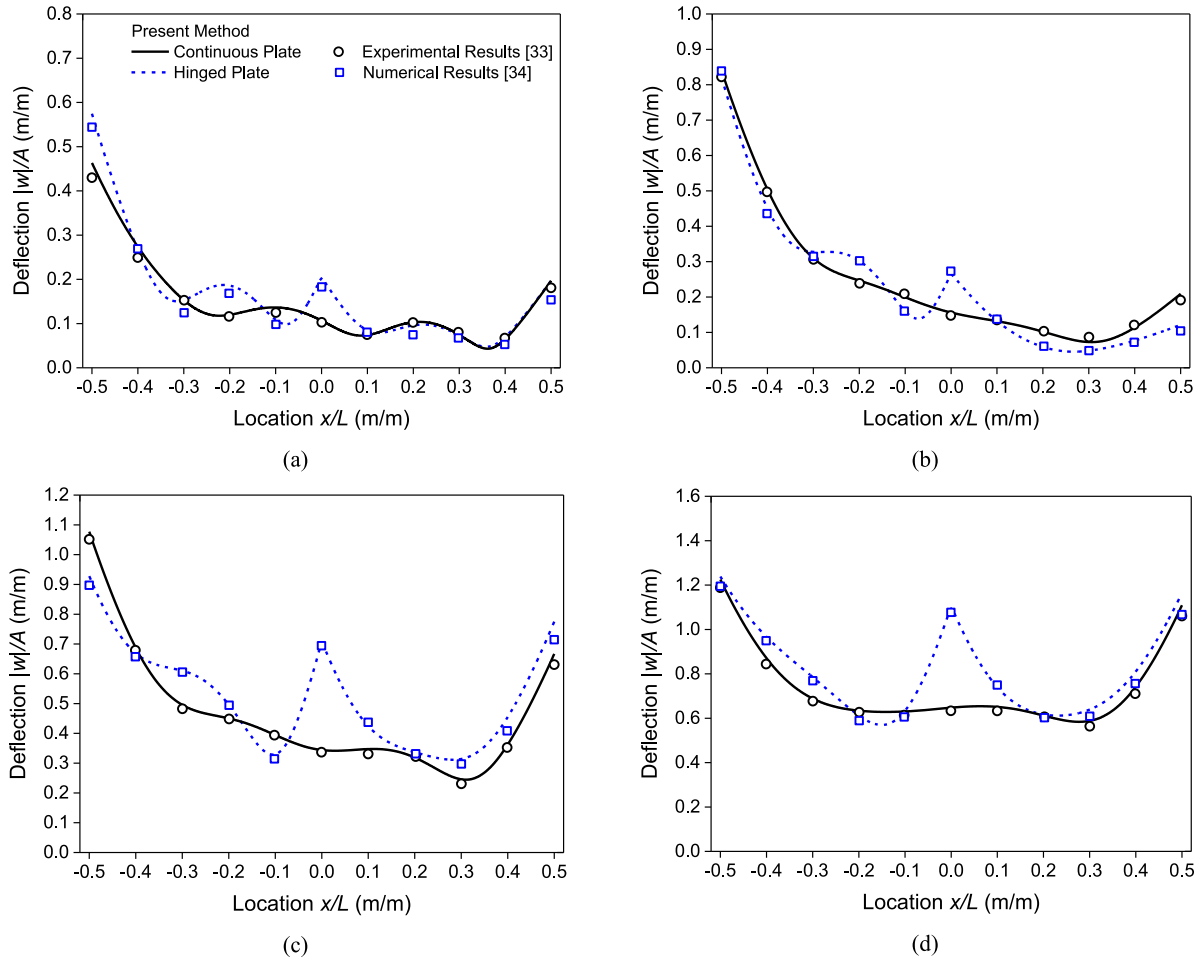 Present Method
Continuous Plate
Hinged Plate
Experimental Results [33]
Numerical Results [34]
Deflection |w|/A (m/m)
0.8
0.7
0.6
0.5
0.4
0.3
0.2
0.1
0.0
-0.5 -0.4 -0.3 -0.2 -0.1 0.0 0.1 0.2 0.3 0.4 0.5
Location x/L (m/m)
(a)
Deflection |w|/A (m/m)
1.0
0.9
0.8
0.7
0.6
0.5
0.4
0.3
0.2
0.1
0.0
-0.5 -0.4 -0.3 -0.2 -0.1 0.0 0.1 0.2 0.3 0.4 0.5
Location x/L (m/m)
(b)
Deflection |w|/A (m/m)
1.2
1.1
1.0
0.9
0.8
0.7
0.6
0.5
0.4
0.3
0.2
0.1
0.0
-0.5 -0.4 -0.3 -0.2 -0.1 0.0 0.1 0.2 0.3 0.4 0.5
Location x/L (m/m)
(c)
Deflection |w|/A (m/m)
1.6
1.4
1.2
1.0
0.8
0.6
0.4
0.2
0.0
-0.5 -0.4 -0.3 -0.2 -0.1 0.0 0.1 0.2 0.3 0.4 0.5
Location x/L (m/m)
(d)